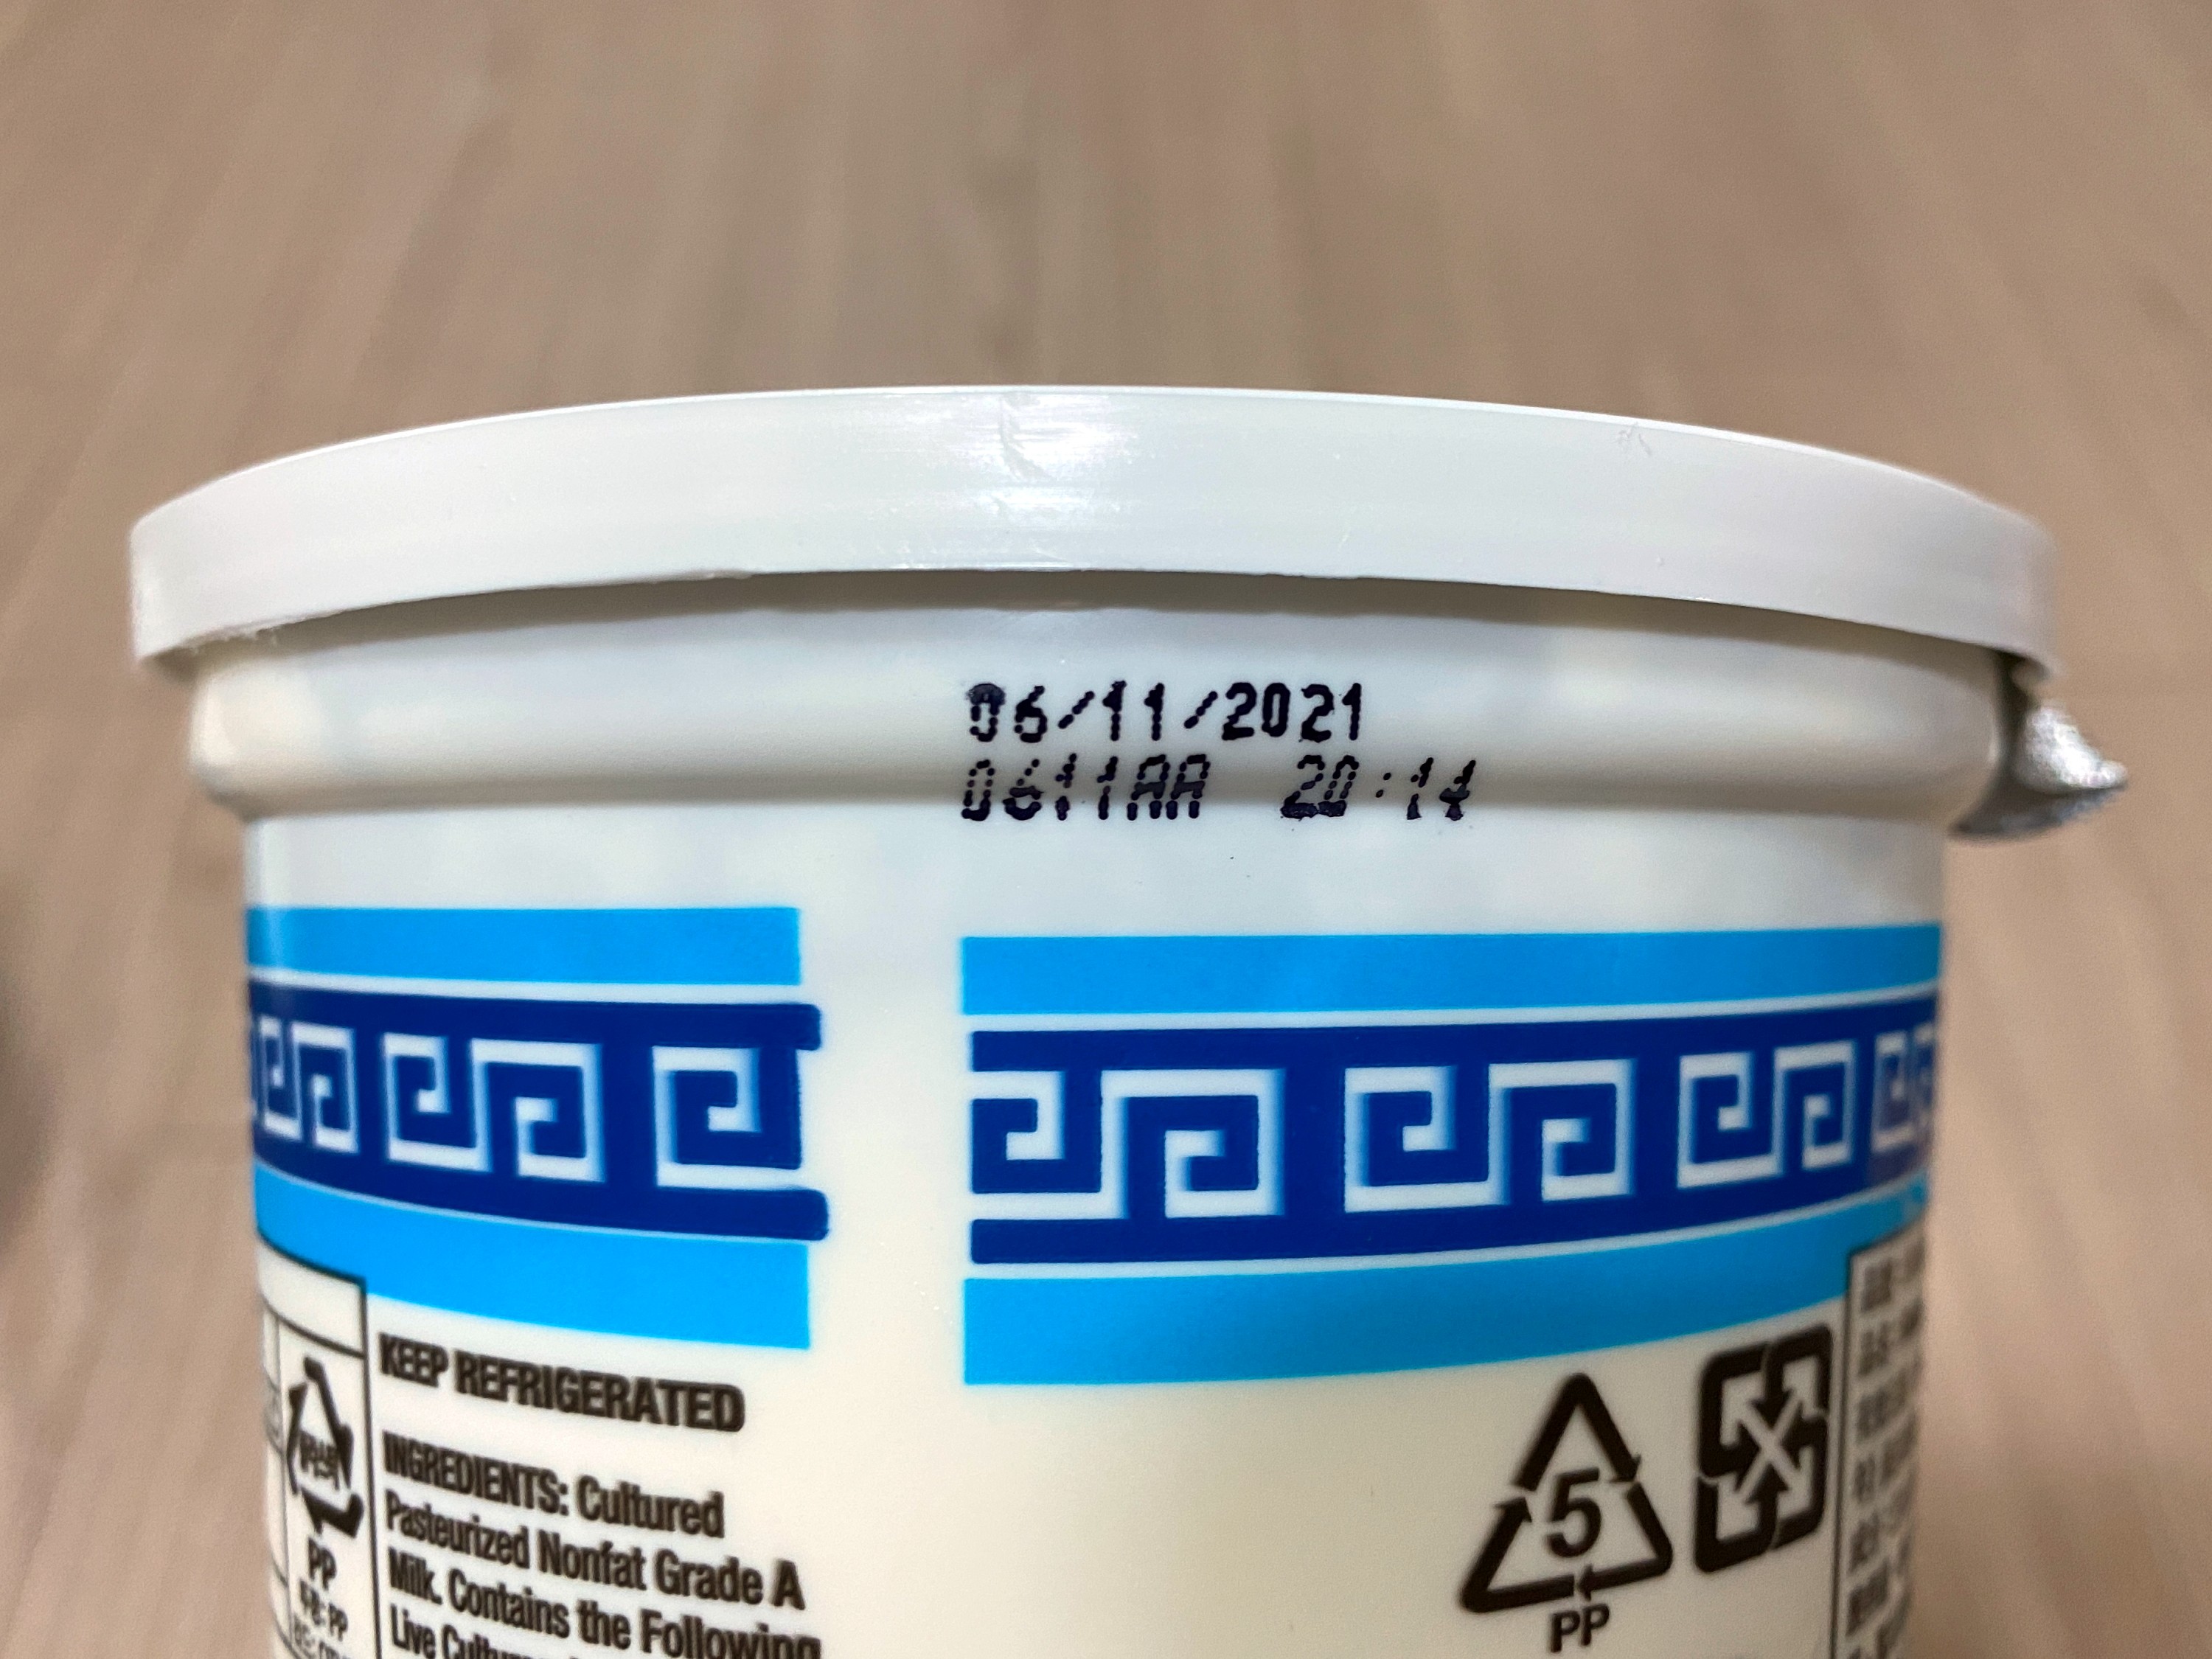 06/11/2021
0611AA 20:14
KEEP REFRIGERATED
INGREDIENTS: Cultured
Pasteurized Nonfat Grade A
Milk. Contains the Following
Live
PP
5
PP